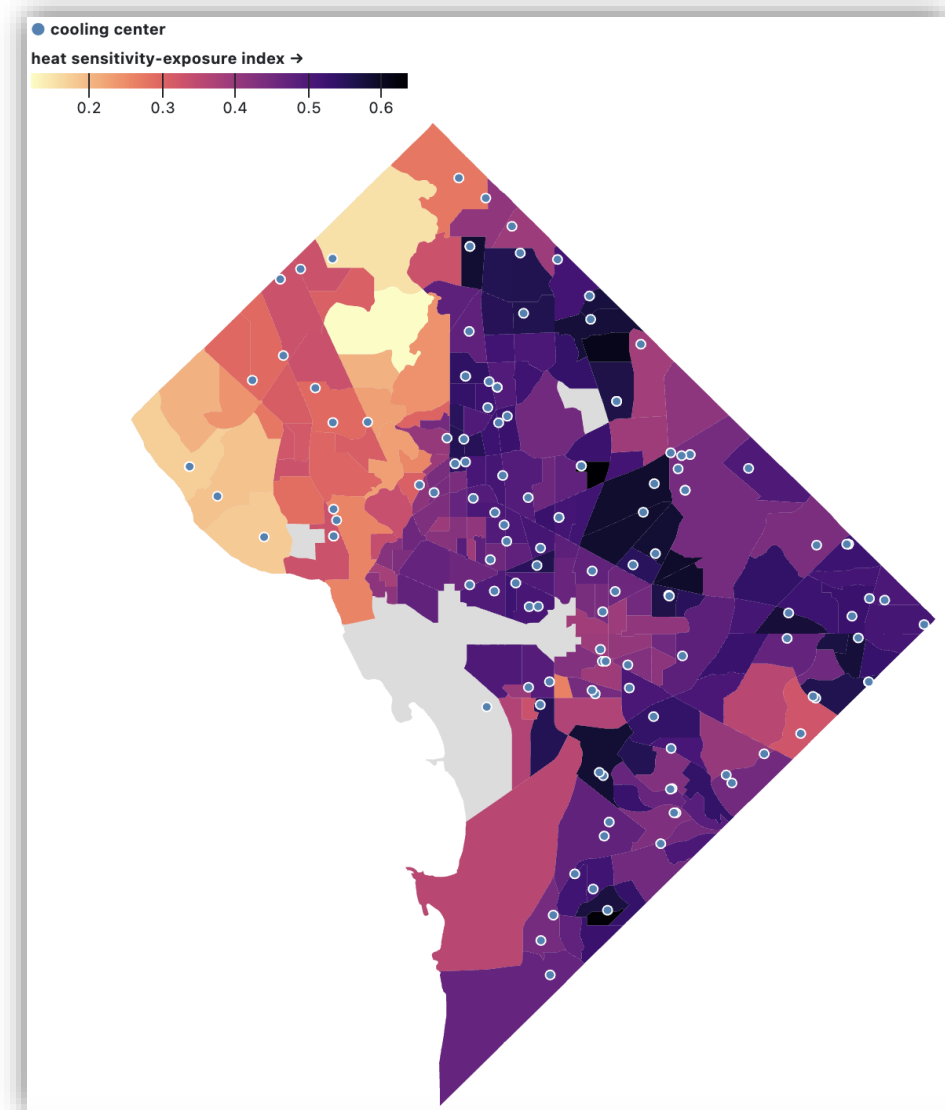 cooling center
heat sensitivity-exposure index →
0.2 0.3 0.4 0.5 0.6